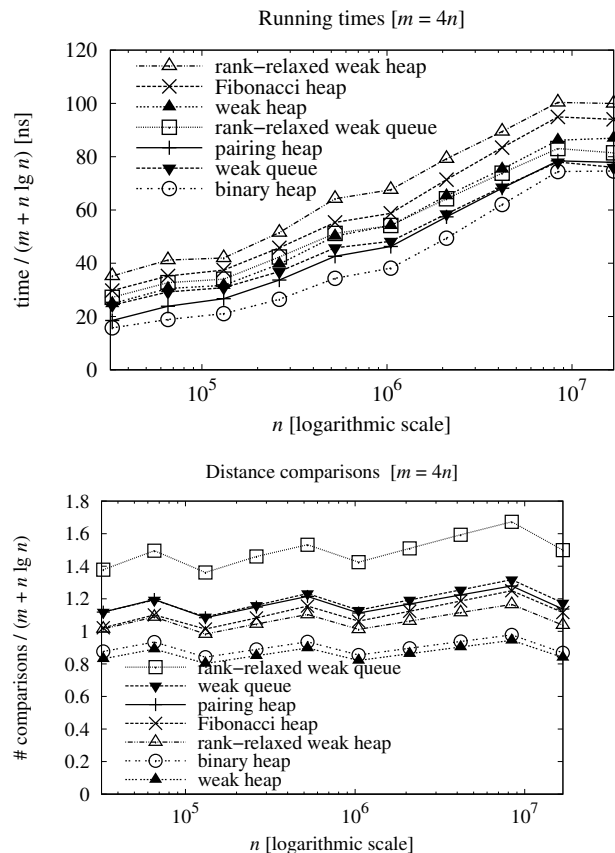 Running times [m = 4n]
120
100
80
60
40
20
0
time / (m + n lg n) [ns]
rank−relaxed weak heap
Fibonacci heap
weak heap
rank−relaxed weak queue
pairing heap
weak queue
binary heap
10^5
10^6
10^7
n [logarithmic scale]
Distance comparisons [m = 4n]
1.8
1.6
1.4
1.2
1
0.8
0.6
0.4
0.2
0
# comparisons / (m + n lg n)
rank−relaxed weak queue
weak queue
pairing heap
Fibonacci heap
rank−relaxed weak heap
binary heap
weak heap
10^5
10^6
10^7
n [logarithmic scale]